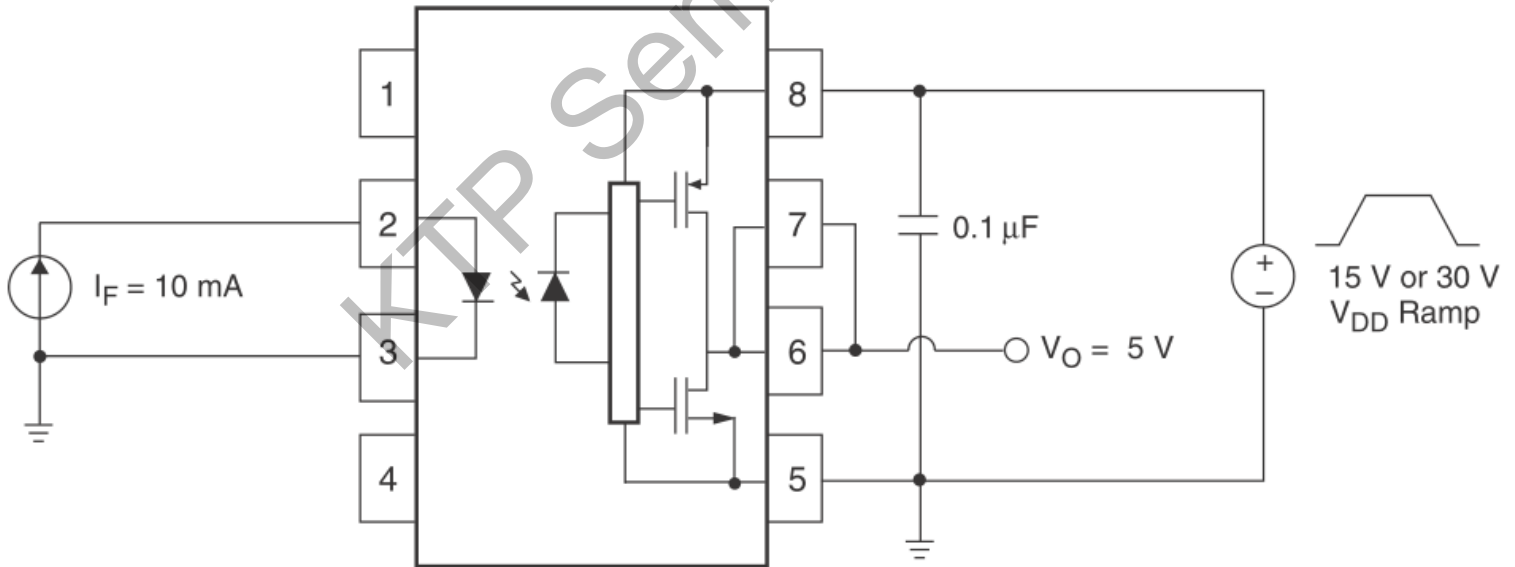 KTP Sem
1
2
3
4
8
7
6
5
I_F = 10 mA
0.1 μF
V_O = 5 V
+
–
15 V or 30 V
V_DD Ramp